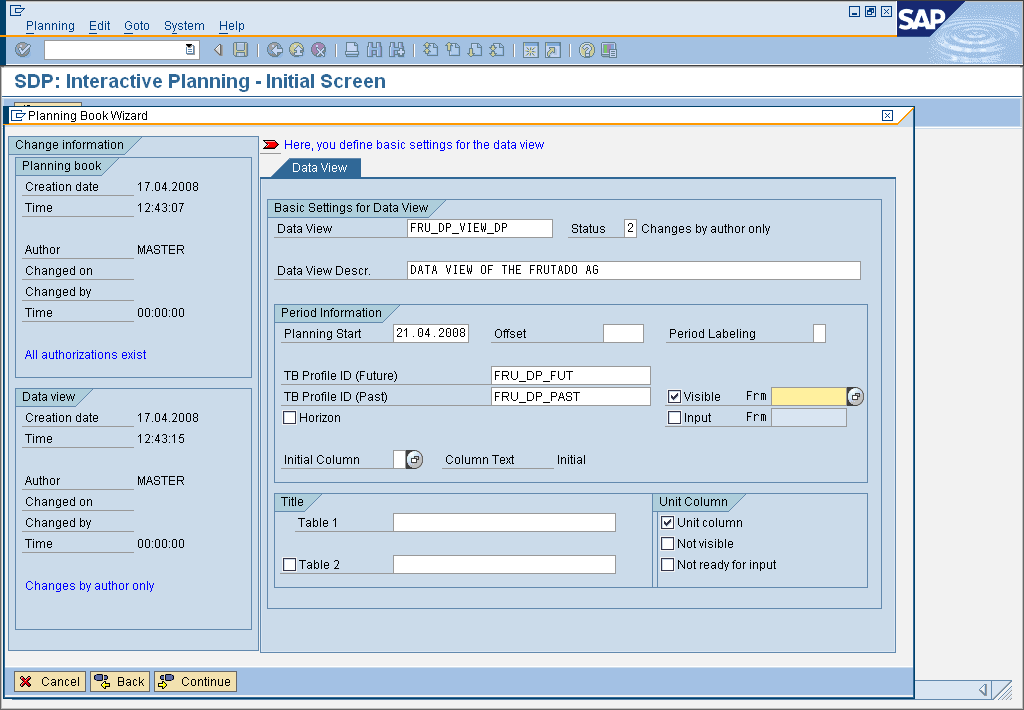 Planning Edit Goto System Help
SAP
SDP: Interactive Planning - Initial Screen
Planning Book Wizard
Change information
Planning book
Creation date 17.04.2008
Time 12:43:07
Author MASTER
Changed on
Changed by
Time 00:00:00
All authorizations exist
Data view
Creation date 17.04.2008
Time 12:43:15
Author MASTER
Changed on
Changed by
Time 00:00:00
Changes by author only
Here, you define basic settings for the data view
Data View
Basic Settings for Data View
Data View FRU_DP_VIEW_DP Status 2 Changes by author only
Data View Descr. DATA VIEW OF THE FRUTADO AG
Period Information
Planning Start 21.04.2008 Offset Period Labeling
TB Profile ID (Future) FRU_DP_FUT
TB Profile ID (Past) FRU_DP_PAST Visible Frm
Horizon Input Frm
Initial Column Column Text Initial
Title
Table 1
Table 2
Unit Column
Unit column
Not visible
Not ready for input
Cancel Back Continue